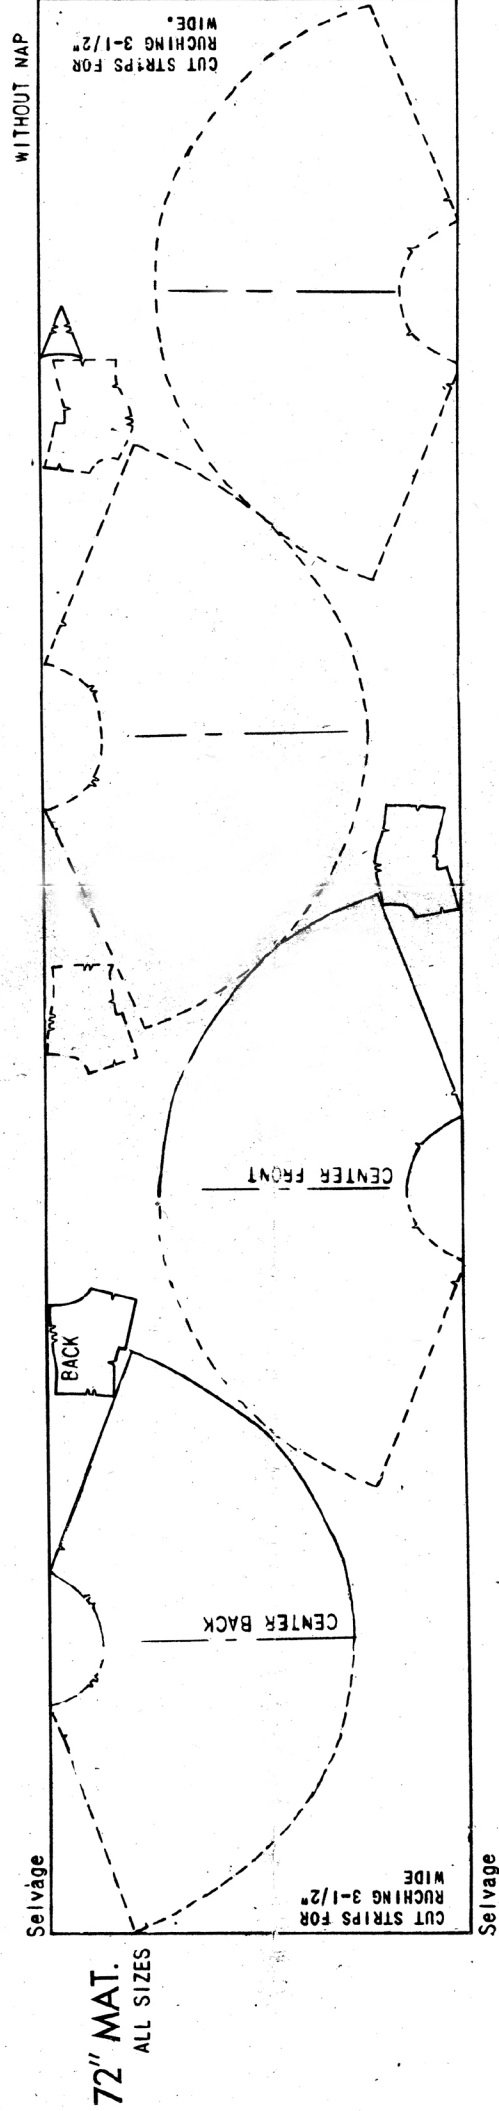 72" MAT.
ALL SIZES
Selvage
Selvage
WITHOUT NAP
CUT STRIPS FOR
RUCHING 3-1/2"
WIDE
CENTER BACK
BACK
CENTER FRONT
CUT STRIPS FOR
RUCHING 3-1/2"
WIDE.